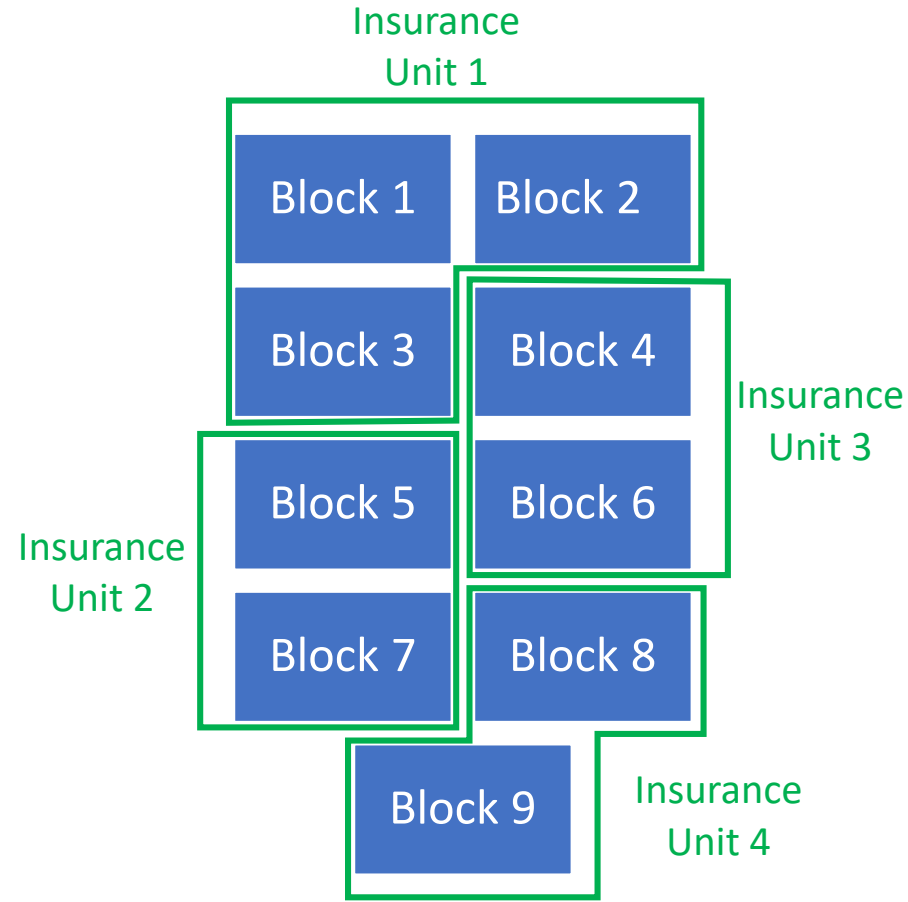 Insurance
Unit 1
Block 1
Block 2
Block 3
Block 4
Insurance
Unit 3
Block 5
Block 6
Insurance
Unit 2
Block 7
Block 8
Block 9
Insurance
Unit 4